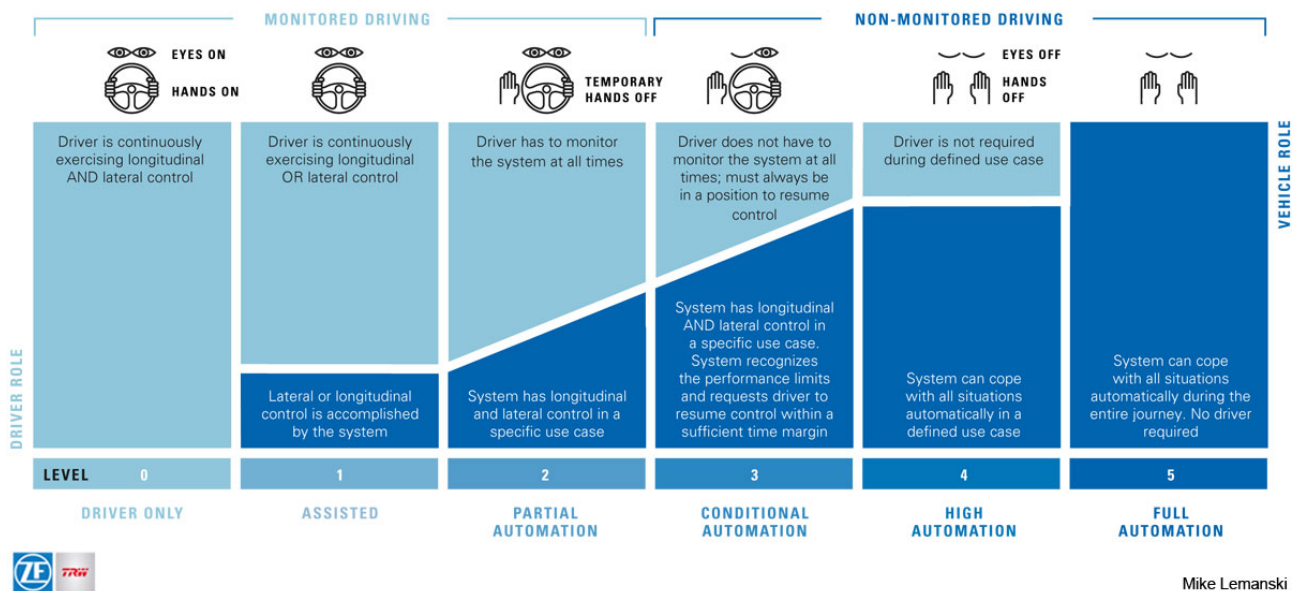 MONITORED DRIVING
NON-MONITORED DRIVING
EYES ON
HANDS ON
TEMPORARY
HANDS OFF
EYES OFF
HANDS
OFF
Driver is continuously
exercising longitudinal
AND lateral control
Driver is continuously
exercising longitudinal
OR lateral control
Driver has to monitor
the system at all times
Driver does not have to
monitor the system at all
times; must always be
in a position to resume
control
Driver is not required
during defined use case
VEHICLE ROLE
DRIVER ROLE
Lateral or longitudinal
control is accomplished
by the system
System has longitudinal
and lateral control in a
specific use case
System has longitudinal
AND lateral control in
a specific use case.
System recognizes
the performance limits
and requests driver to
resume control within a
sufficient time margin
System can cope
with all situations
automatically in a
defined use case
System can cope
with all situations
automatically during the
entire journey. No driver
required
LEVEL 0 1 2 3 4 5
DRIVER ONLY
ASSISTED
PARTIAL
AUTOMATION
CONDITIONAL
AUTOMATION
HIGH
AUTOMATION
FULL
AUTOMATION
ZF
TRW
Mike Lemanski